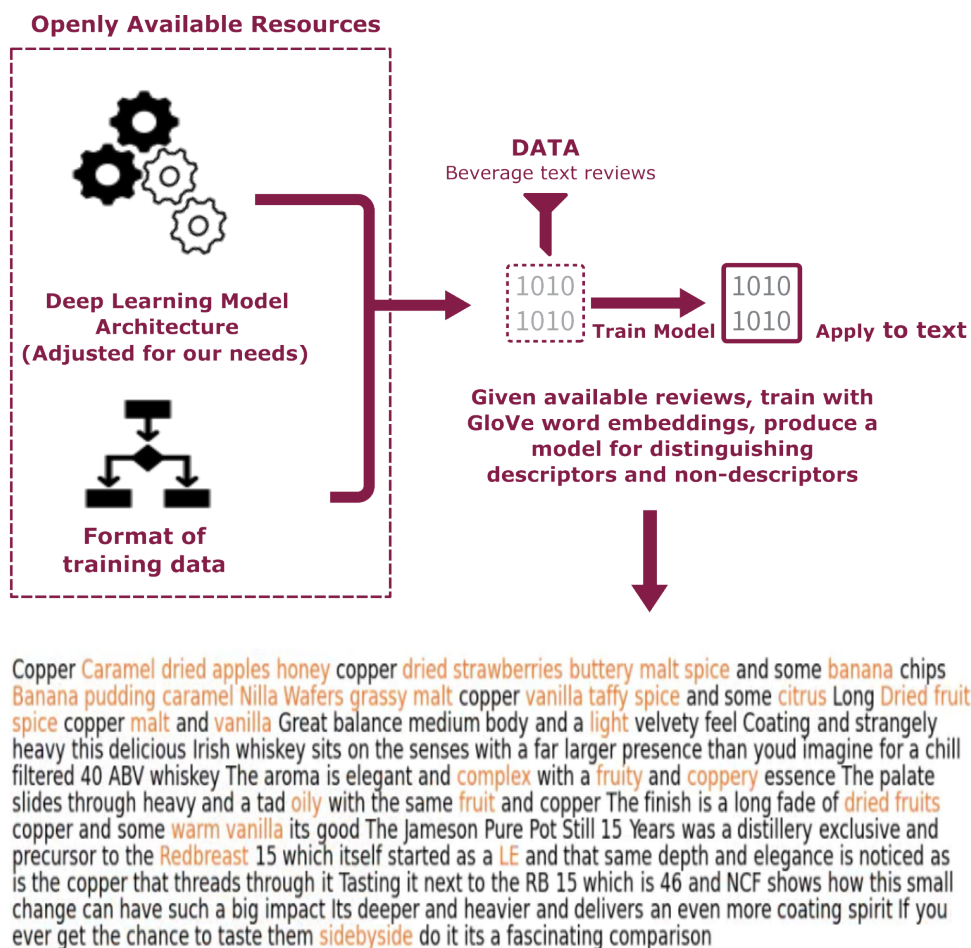 Openly Available Resources
Deep Learning Model
Architecture
(Adjusted for our needs)
Format of
training data
DATA
Beverage text reviews
1010
1010
Train Model
1010
1010
Apply to text
Given available reviews, train with
GloVe word embeddings, produce a
model for distinguishing
descriptors and non-descriptors
Copper Caramel dried apples honey copper dried strawberries buttery malt spice and some banana chips
Banana pudding caramel Nilla Wafers grassy malt copper vanilla taffy spice and some citrus Long Dried fruit
spice copper malt and vanilla Great balance medium body and a light velvety feel Coating and strangely
heavy this delicious Irish whiskey sits on the senses with a far larger presence than youd imagine for a chill
filtered 40 ABV whiskey The aroma is elegant and complex with a fruity and coppery essence The palate
slides through heavy and a tad oily with the same fruit and copper The finish is a long fade of dried fruits
copper and some warm vanilla its good The Jameson Pure Pot Still 15 Years was a distillery exclusive and
precursor to the Redbreast 15 which itself started as a LE and that same depth and elegance is noticed as
is the copper that threads through it Tasting it next to the RB 15 which is 46 and NCF shows how this small
change can have such a big impact Its deeper and heavier and delivers an even more coating spirit If you
ever get the chance to taste them sidebyside do it its a fascinating comparison